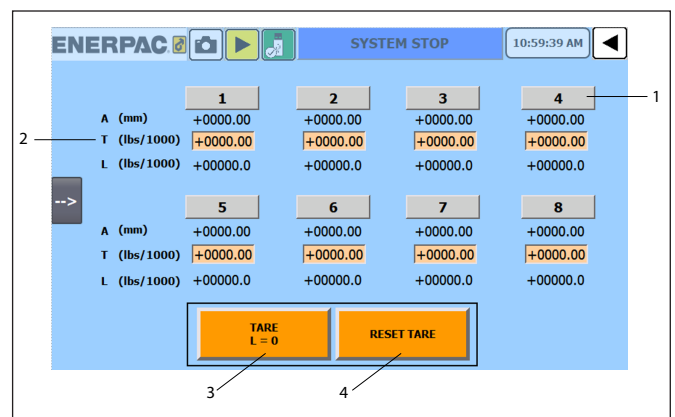 ENERPAC SYSTEM STOP 10:59:39 AM
1 2 3 4 1
A (mm) +0000.00 +0000.00 +0000.00 +0000.00
2 T (lbs/1000) +0000.00 +0000.00 +0000.00 +0000.00
L (lbs/1000) +00000.0 +00000.0 +00000.0 +00000.0
-->
5 6 7 8
A (mm) +0000.00 +0000.00 +0000.00 +0000.00
T (lbs/1000) +0000.00 +0000.00 +0000.00 +0000.00
L (lbs/1000) +00000.0 +00000.0 +00000.0 +00000.0
TARE
L = 0
RESET TARE
3 4